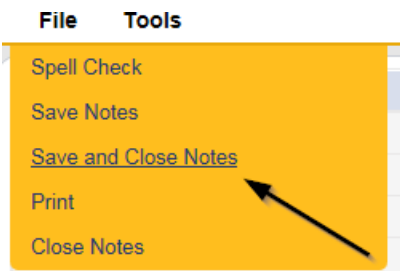 File Tools
Spell Check
Save Notes
Save and Close Notes
Print
Close Notes